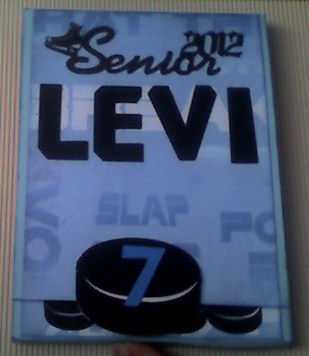 2012
Senior
LEVI
SLAP
7